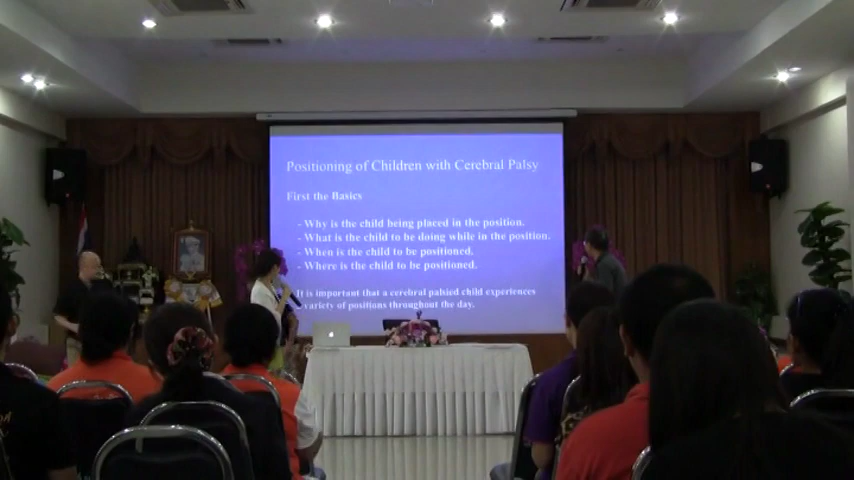 Positioning of Children with Cerebral Palsy
First the Basics
- Why is the child being placed in the position.
- What is the child to be doing while in the position.
- When is the child to be positioned.
- Where is the child to be positioned.
It is important that a cerebral palsied child experiences
variety of positions throughout the day.